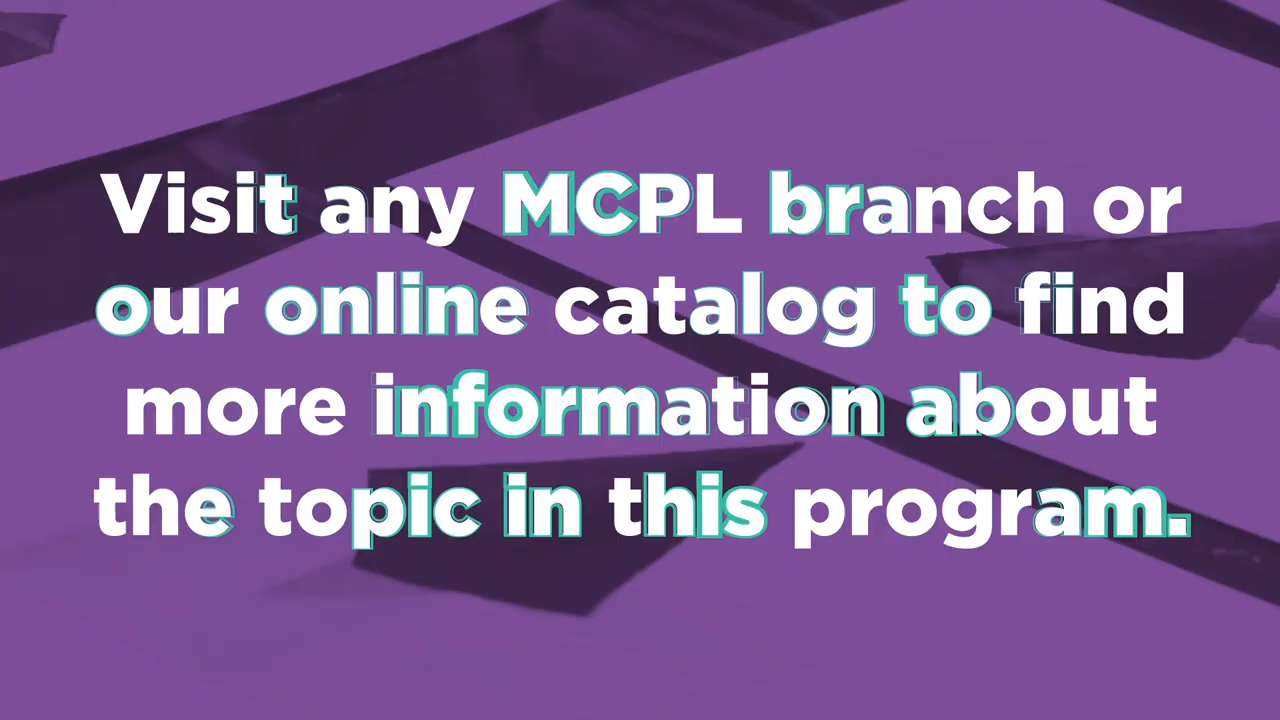 Visit any MCPL branch or
our online catalog to find
more information about
the topic in this program.